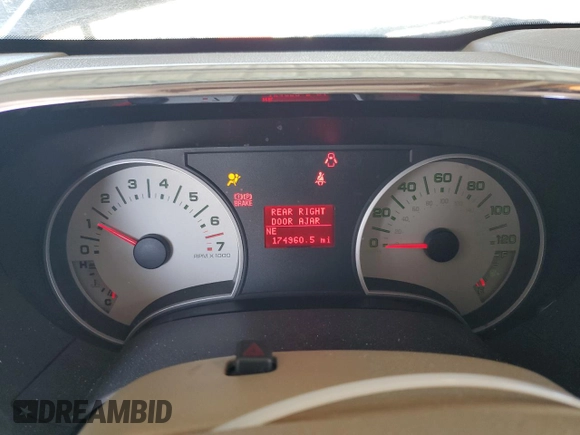 0 1 2 3 4 5 6 7
RPM X 1000
H
C
BRAKE
REAR RIGHT
DOOR AJAR
NE
174960.5 mi
0 20 40 60 80 100 120
DREAMBID